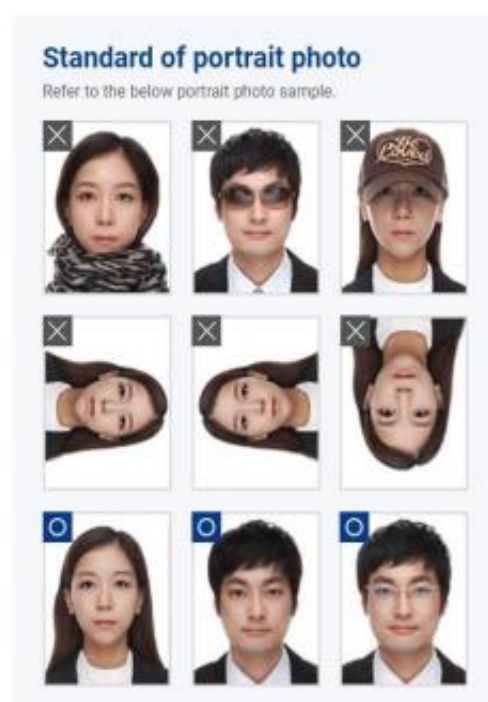 Standard of portrait photo
Refer to the below portrait photo sample.